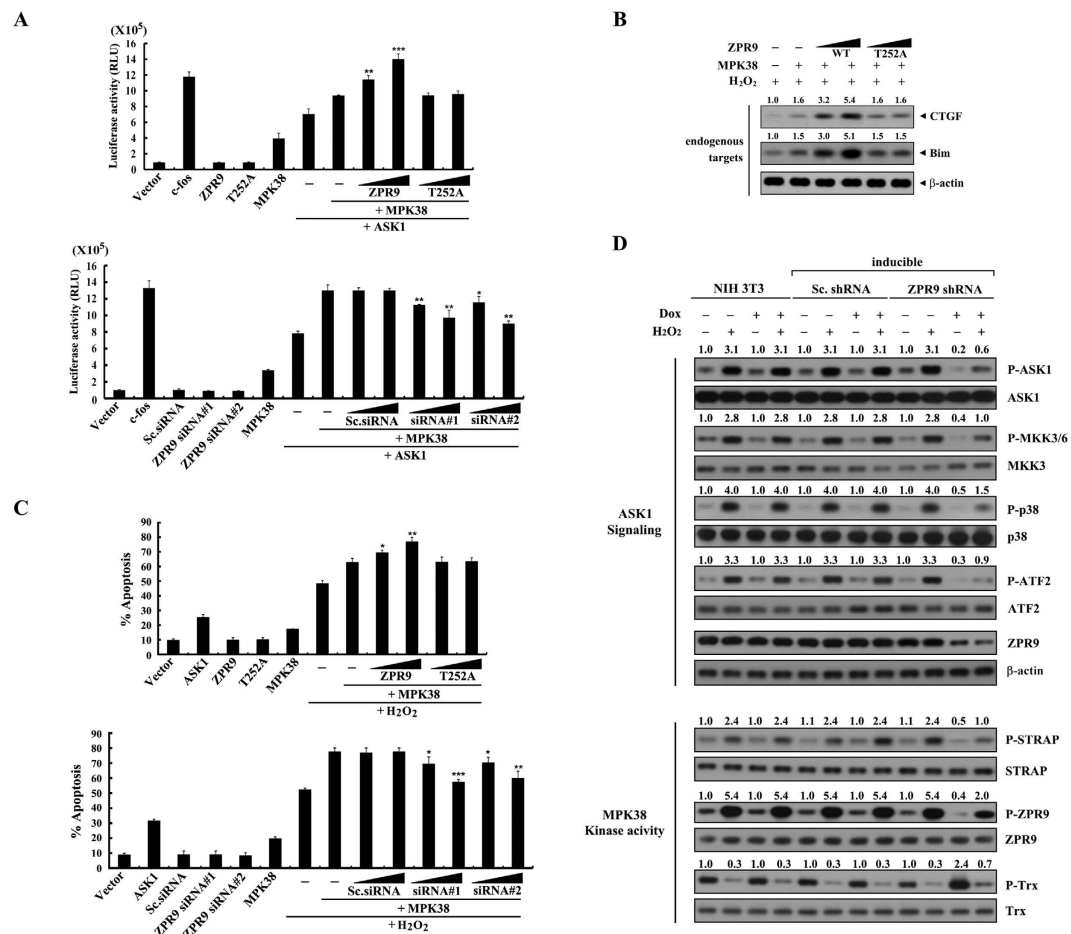 A
(X10⁵)
Luciferase activity (RLU)
16
14
12
10
8
6
4
2
0
** ***
Vector c-fos ZPR9 T252A MPK38 – – ZPR9 T252A
+ MPK38
+ ASK1
(X10⁵)
Luciferase activity (RLU)
16
14
12
10
8
6
4
2
0
** ** * **
Vector c-fos Sc.siRNA ZPR9 siRNA#1 ZPR9 siRNA#2 MPK38 – – Sc.siRNA siRNA#1 siRNA#2
+ MPK38
+ ASK1
B
ZPR9 – – WT T252A
MPK38 – + + + + +
H₂O₂ + + + + + +
1.0 1.6 3.2 5.4 1.6 1.6
CTGF
1.0 1.5 3.0 5.1 1.5 1.5
endogenous targets
Bim
β-actin
C
% Apoptosis
90
80
70
60
50
40
30
20
10
0
* **
Vector ASK1 ZPR9 T252A MPK38 – – ZPR9 T252A
+ MPK38
+ H₂O₂
% Apoptosis
90
80
70
60
50
40
30
20
10
0
* *** * **
Vector ASK1 Sc.siRNA ZPR9 siRNA#1 ZPR9 siRNA#2 MPK38 – – Sc.siRNA siRNA#1 siRNA#2
+ MPK38
+ H₂O₂
D
inducible
NIH 3T3 Sc. shRNA ZPR9 shRNA
Dox – – + + – – + + – – + +
H₂O₂ – + – + – + – + – + – +
1.0 3.1 1.0 3.1 1.0 3.1 1.0 3.1 1.0 3.1 0.2 0.6
P-ASK1
ASK1
1.0 2.8 1.0 2.8 1.0 2.8 1.0 2.8 1.0 2.8 0.4 1.0
P-MKK3/6
MKK3
1.0 4.0 1.0 4.0 1.0 4.0 1.0 4.0 1.0 4.0 0.5 1.5
P-p38
ASK1
Signaling
p38
1.0 3.3 1.0 3.3 1.0 3.3 1.0 3.3 1.0 3.3 0.3 0.9
P-ATF2
ATF2
ZPR9
β-actin
1.0 2.4 1.0 2.4 1.1 2.4 1.0 2.4 1.1 2.4 0.5 1.0
P-STRAP
STRAP
1.0 5.4 1.0 5.4 1.0 5.4 1.0 5.4 1.0 5.4 0.4 2.0
MPK38
Kinase acivity
P-ZPR9
ZPR9
1.0 0.3 1.0 0.3 1.0 0.3 1.0 0.3 1.0 0.3 2.4 0.7
P-Trx
Trx